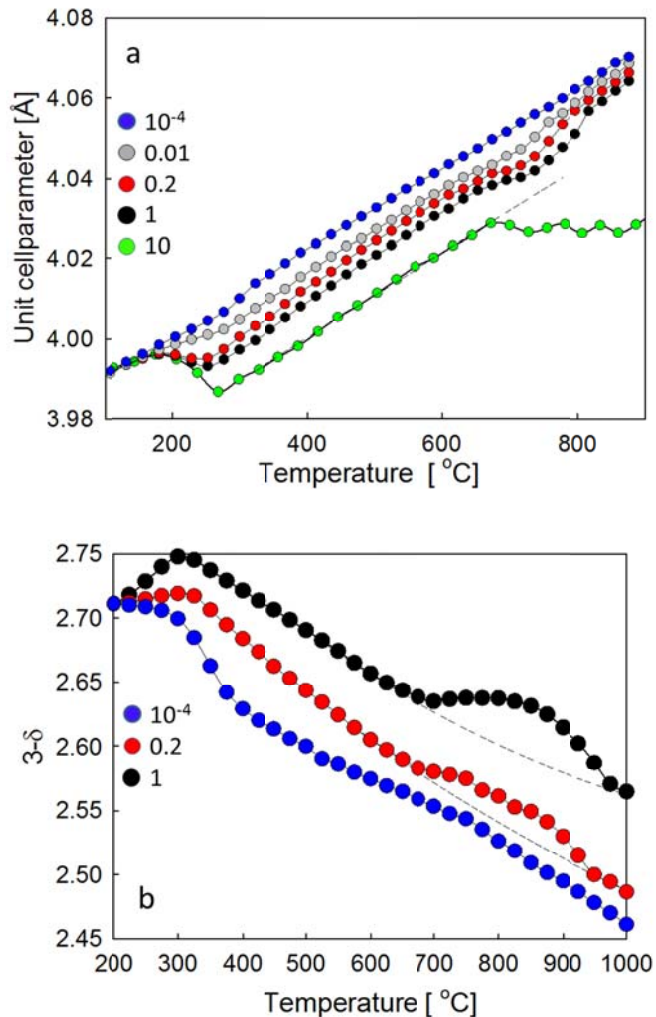 4.08
a
4.06
10-4
0.01
4.04
0.2
1
4.02
10
4.00
3.98
Unit cellparameter [Å]
200 400 600 800
Temperature [ °C]
2.75
2.70
2.65
10-4
2.60
0.2
1
2.55
2.50
b
2.45
3-δ
200 300 400 500 600 700 800 900 1000
Temperature [ °C]